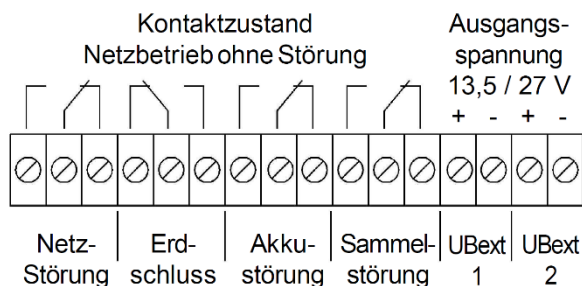 Kontaktzustand
Netzbetrieb ohne Störung
Ausgangs-
spannung
13,5 / 27 V
+ - + -
Netz-
Störung
Erd-
schluss
Akku-
störung
Sammel-
störung
UBext
1
UBext
2